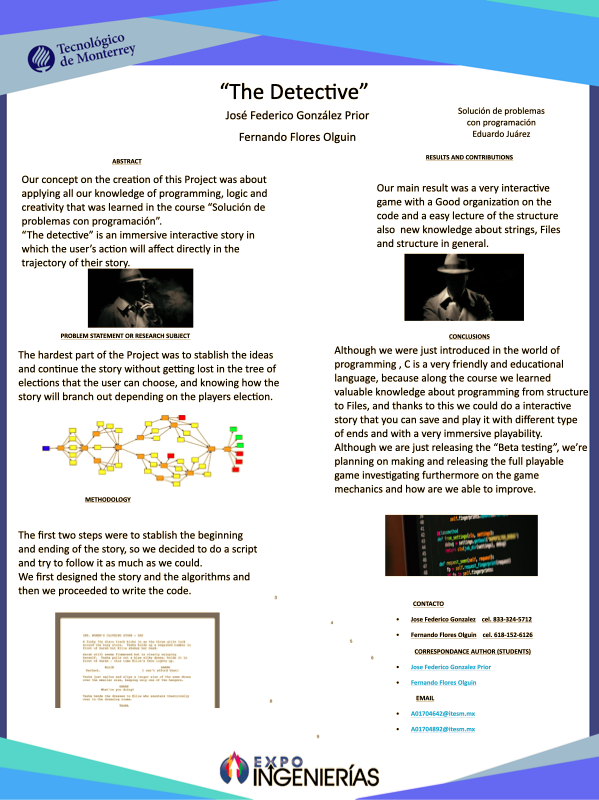 Tecnológico
de Monterrey
“The Detective”
José Federico González Prior
Fernando Flores Olguin
Solución de problemas
con programación
Eduardo Juárez
ABSTRACT
Our concept on the creation of this Project was about
applying all our knowledge of programming, logic and
creativity that was learned in the course “Solución de
problemas con programación”.
“The detective” is an immersive interactive story in
which the user’s action will affect directly in the
trajectory of their story.
PROBLEM STATEMENT OR RESEARCH SUBJECT
The hardest part of the Project was to stablish the ideas
and continue the story without getting lost in the tree of
elections that the user can choose, and knowing how the
story will branch out depending on the players election.
METHODOLOGY
The first two steps were to stablish the beginning
and ending of the story, so we decided to do a script
and try to follow it as much as we could.
We first designed the story and the algorithms and
then we proceeded to write the code.
RESULTS AND CONTRIBUTIONS
Our main result was a very interactive
game with a Good organization on the
code and a easy lecture of the structure
also new knowledge about strings, Files
and structure in general.
CONCLUSIONS
Although we were just introduced in the world of
programming , C is a very friendly and educational
language, because along the course we learned
valuable knowledge about programming from structure
to Files, and thanks to this we could do a interactive
story that you can save and play it with different type
of ends and with a very immersive playability.
Although we are just releasing the “Beta testing”, we’re
planning on making and releasing the full playable
game investigating furthermore on the game
mechanics and how are we able to improve.
CONTACTO
• Jose Federico Gonzalez cel. 833-324-5712
• Fernando Flores Olguin cel. 618-152-6126
CORRESPONDANCE AUTHOR (STUDENTS)
• Jose Federico Gonzalez Prior
• Fernando Flores Olguin
EMAIL
• A01704642@itesm.mx
• A01704892@itesm.mx
EXPO
INGENIERÍAS